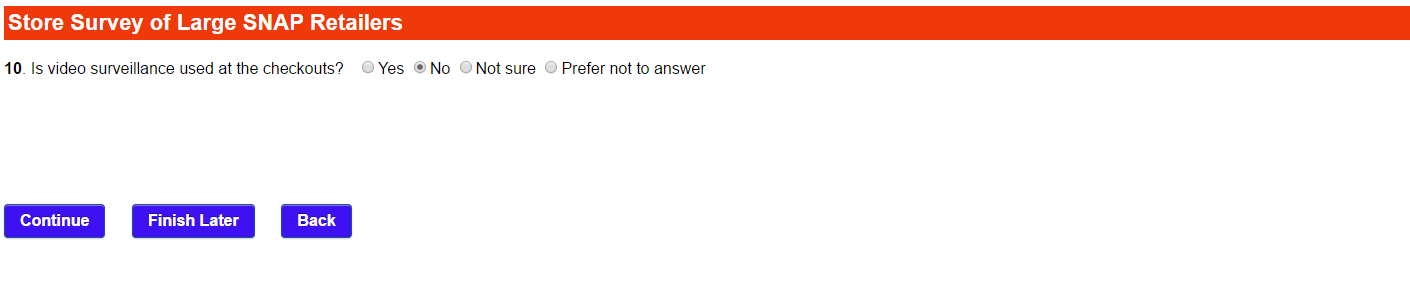 Store Survey of Large SNAP Retailers
10. Is video surveillance used at the checkouts? Yes No Not sure Prefer not to answer
Continue Finish Later Back